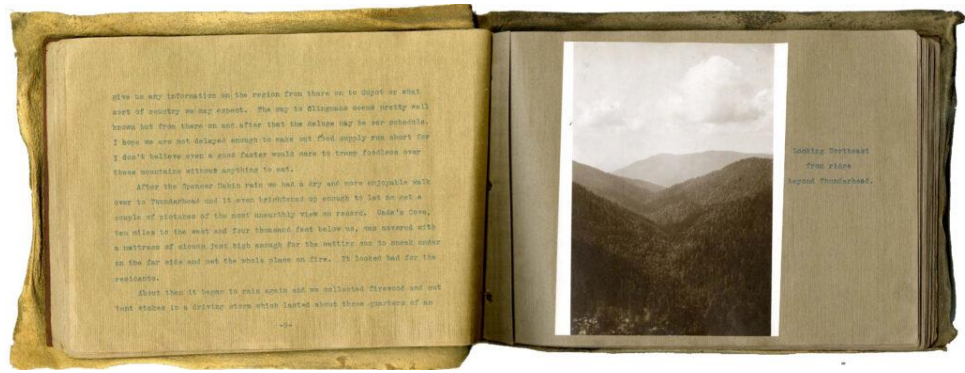 give us any information on the region from there on to Guyot or what
sort of country we may expect. The way to Clingmans seems pretty well
known but from there on and after that the deluge may be our schedule.
I hope we are not delayed enough to make out food supply run short for
I don't believe even a good faster would care to tramp foodless over
these mountains without anything to eat.
After the Spencer Cabin rain we had a dry and more enjoyable walk
over to Thunderhead and it even brightened up enough to let me get a
couple of pictures of the most unearthly view on record. Cade's Cove,
ten miles to the west and four thousand feet below us, was covered with
a mattress of clouds just high enough for the setting sun to sneak under
on the far side and set the whole place on fire. It looked bad for the
residents.
About then it began to rain again and we collected firewood and cut
tent stakes in a driving storm which lasted about three quarters of an
-5-
Looking Northeast
from ridge
beyond Thunderhead.